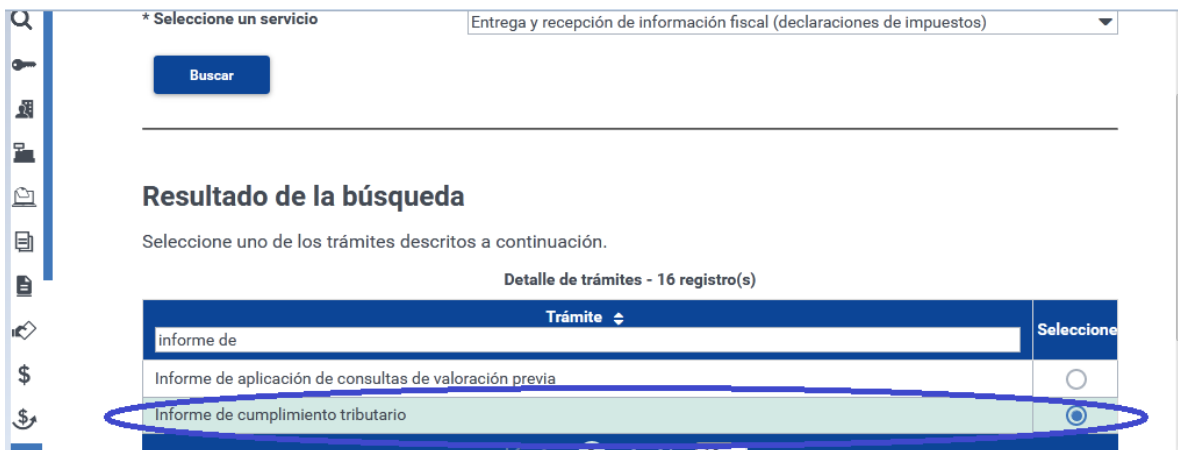 * Seleccione un servicio
Entrega y recepción de información fiscal (declaraciones de impuestos)
Buscar
Resultado de la búsqueda
Seleccione uno de los trámites descritos a continuación.
Detalle de trámites - 16 registro(s)
Trámite
Seleccione
informe de
Informe de aplicación de consultas de valoración previa
Informe de cumplimiento tributario